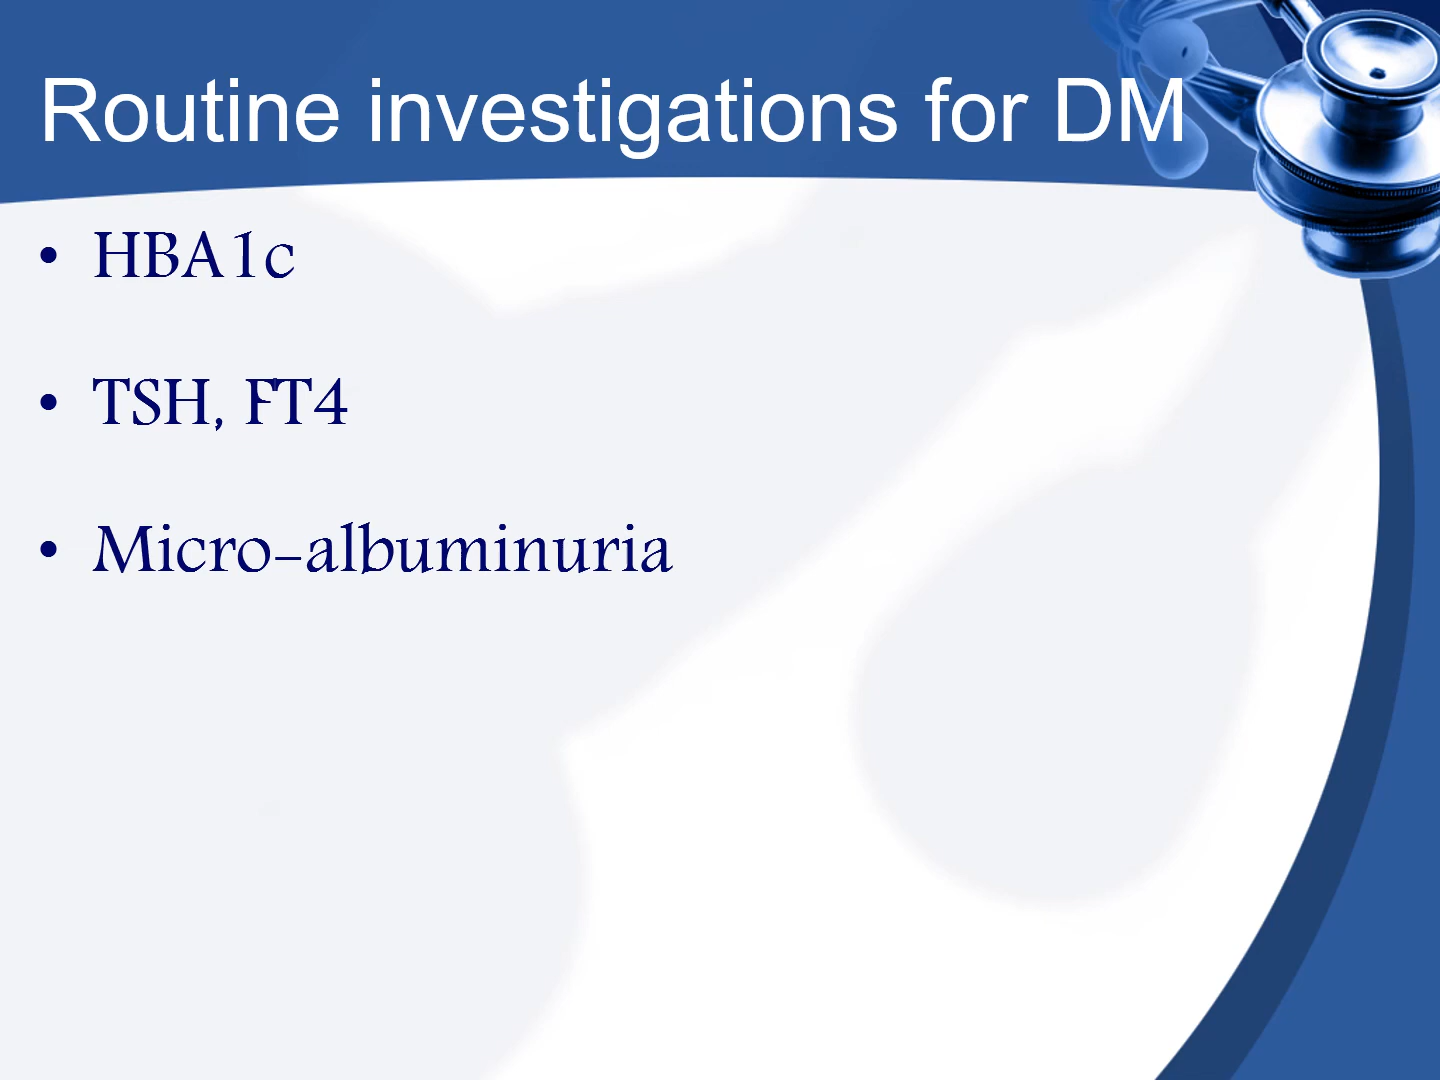 Routine investigations for DM
• HBA1c
• TSH, FT4
• Micro-albuminuria